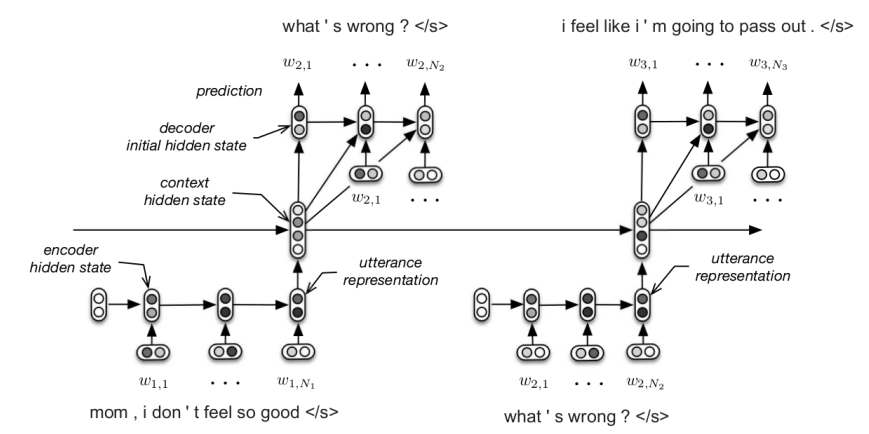 what ' s wrong ? </s>
i feel like i ' m going to pass out . </s>
w2,1 . . . w2,N2
w3,1 . . . w3,N3
prediction
decoder
initial hidden state
context
hidden state
w2,1 . . .
w3,1 . . .
encoder
hidden state
utterance
representation
utterance
representation
w1,1 . . . w1,N1
w2,1 . . . w2,N2
mom , i don ' t feel so good </s>
what ' s wrong ? </s>